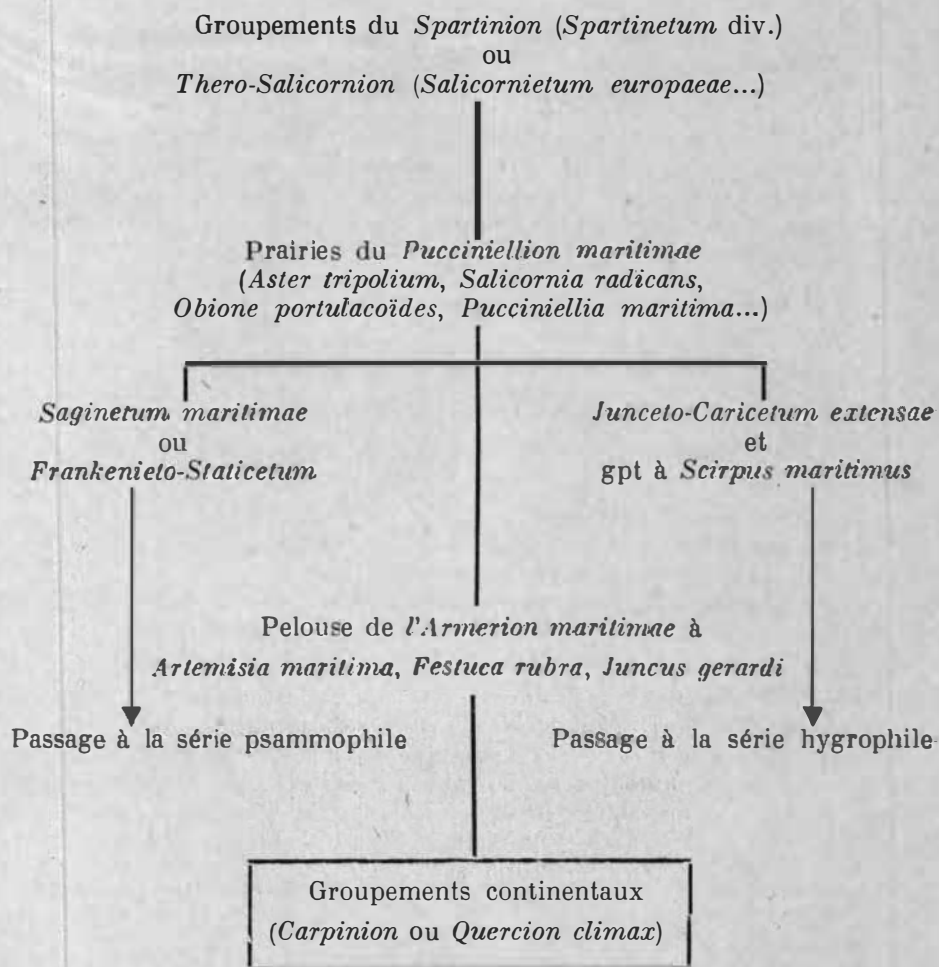 Groupements du Spartinion (Spartinetum div.)
ou
Thero-Salicornion (Salicornietum europaeae...)
Prairies du Pucciniellion maritimae
(Aster tripolium, Salicornia radicans,
Obione portulacoïdes, Pucciniellia maritima...)
Saginetum maritimae
ou
Frankenieto-Staticetum
Junceto-Caricetum extensae
et
gpt à Scirpus maritimus
Pelouse de l'Armerion maritimae à
Artemisia maritima, Festuca rubra, Juncus gerardi
Passage à la série psammophile
Passage à la série hygrophile
Groupements continentaux
(Carpinion ou Quercion climax)